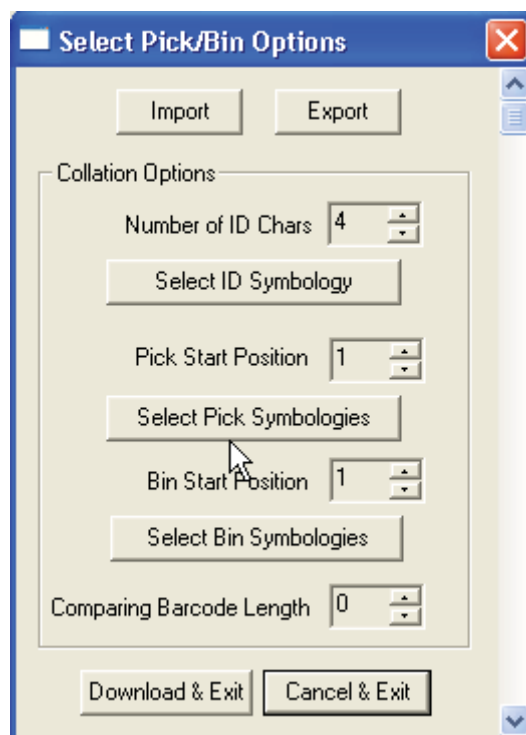 Select Pick/Bin Options
Import Export
Collation Options
Number of ID Chars 4
Select ID Symbology
Pick Start Position 1
Select Pick Symbologies
Bin Start Position 1
Select Bin Symbologies
Comparing Barcode Length 0
Download & Exit Cancel & Exit